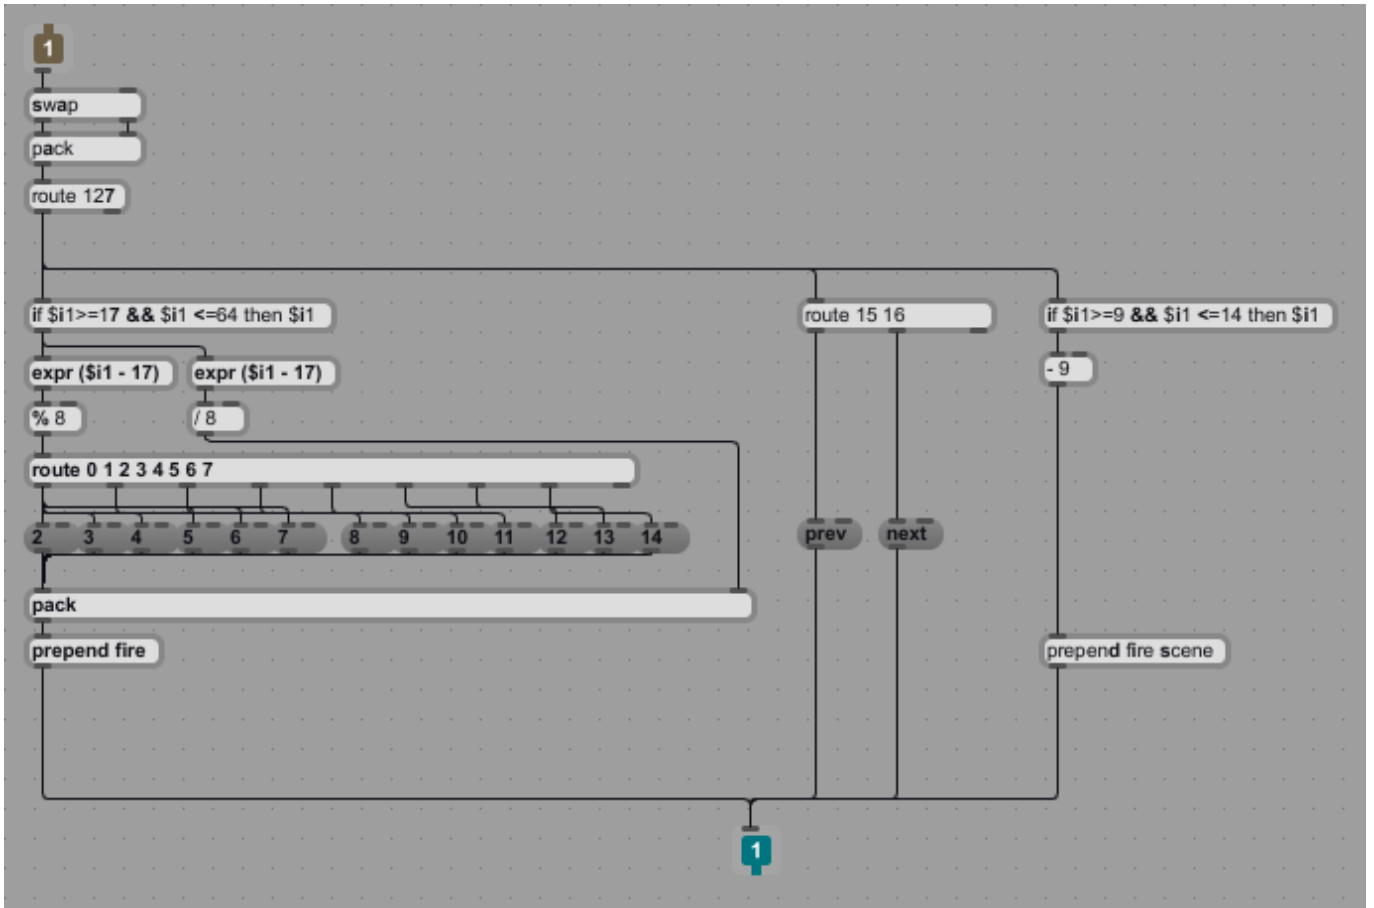 1
swap
pack
route 127
if $i1>=17 && $i1 <=64 then $i1
route 15 16
if $i1>=9 && $i1 <=14 then $i1
expr ($i1 - 17)
expr ($i1 - 17)
- 9
% 8
/ 8
route 0 1 2 3 4 5 6 7
2 3 4 5 6 7 8 9 10 11 12 13 14
prev
next
pack
prepend fire
prepend fire scene
1